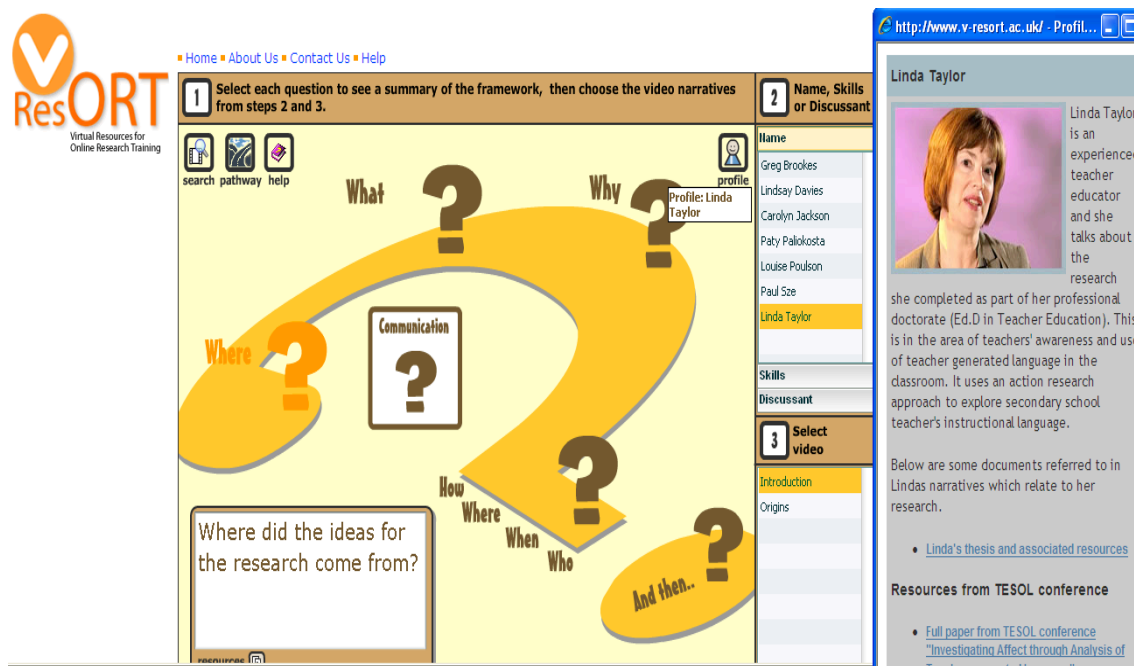 V
ResORT
Virtual Resources for
Online Research Training
Home About Us Contact Us Help
1
Select each question to see a summary of the framework, then choose the video narratives
from steps 2 and 3.
search pathway help
profile
Profile: Linda
Taylor
What ?
Why ?
Where ?
Communication
?
How
Where
When
Who
?
And then.. ?
Where did the ideas for
the research come from?
resources
2
Name, Skills
or Discussant
Name
Greg Brookes
Lindsay Davies
Carolyn Jackson
Paty Paliokosta
Louise Poulson
Paul Sze
Linda Taylor
Skills
Discussant
3
Select
video
Introduction
Origins
http://www.v-resort.ac.uk/ - Profil...
Linda Taylor
Linda Taylor
is an
experienced
teacher
educator
and she
talks about
the
research
she completed as part of her professional
doctorate (Ed.D in Teacher Education). This
is in the area of teachers' awareness and use
of teacher generated language in the
classroom. It uses an action research
approach to explore secondary school
teacher's instructional language.
Below are some documents referred to in
Lindas narratives which relate to her
research.
Linda's thesis and associated resources
Resources from TESOL conference
Full paper from TESOL conference
"Investigating Affect through Analysis of